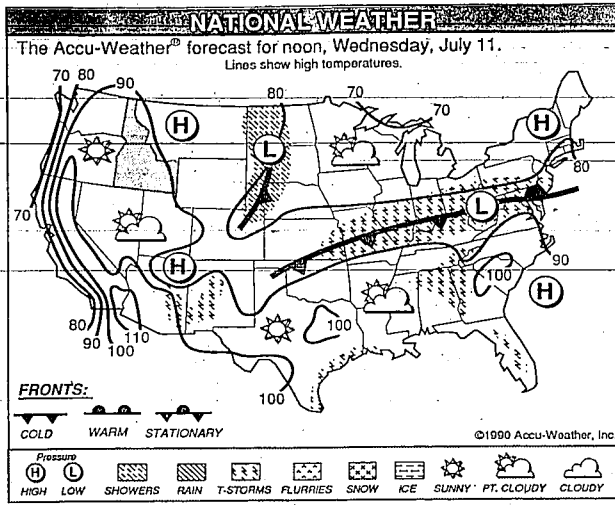 NATIONAL WEATHER
The Accu-Weather® forecast for noon, Wednesday, July 11.
Lines show high temperatures.
70 80 90
80
70
70
H
L
H
80
L
70
H
90
100
H
80
90
100
110
100
100
FRONTS:
COLD WARM STATIONARY
©1990 Accu-Weather, Inc.
Pressure
H L
HIGH LOW SHOWERS RAIN T-STORMS FLURRIES SNOW ICE SUNNY PT. CLOUDY CLOUDY